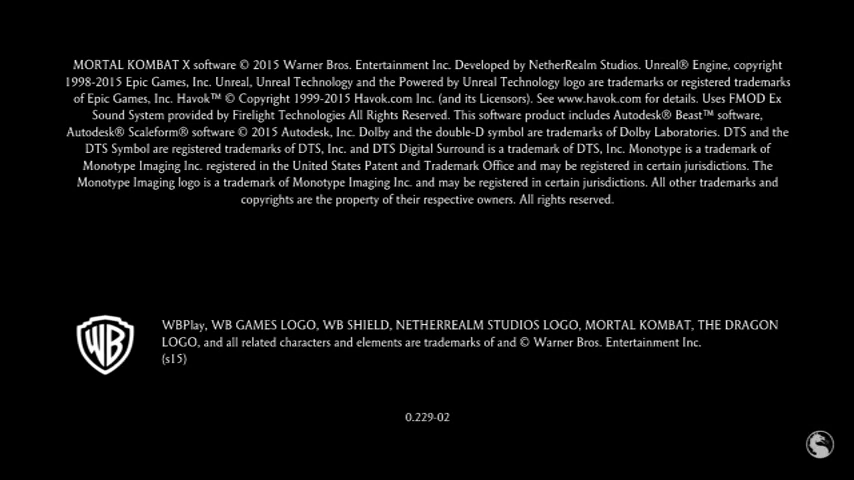 MORTAL KOMBAT X software © 2015 Warner Bros. Entertainment Inc. Developed by NetherRealm Studios. Unreal® Engine, copyright
1998-2015 Epic Games, Inc. Unreal, Unreal Technology and the Powered by Unreal Technology logo are trademarks or registered trademarks
of Epic Games, Inc. Havok™ © Copyright 1999-2015 Havok.com Inc. (and its Licensors). See www.havok.com for details. Uses FMOD Ex
Sound System provided by Firelight Technologies All Rights Reserved. This software product includes Autodesk® Beast™ software,
Autodesk® Scaleform® software © 2015 Autodesk, Inc. Dolby and the double-D symbol are trademarks of Dolby Laboratories. DTS and the
DTS Symbol are registered trademarks of DTS, Inc. and DTS Digital Surround is a trademark of DTS, Inc. Monotype is a trademark of
Monotype Imaging Inc. registered in the United States Patent and Trademark Office and may be registered in certain jurisdictions. The
Monotype Imaging logo is a trademark of Monotype Imaging Inc. and may be registered in certain jurisdictions. All other trademarks and
copyrights are the property of their respective owners. All rights reserved.
WB
WBPlay, WB GAMES LOGO, WB SHIELD, NETHERREALM STUDIOS LOGO, MORTAL KOMBAT, THE DRAGON
LOGO, and all related characters and elements are trademarks of and © Warner Bros. Entertainment Inc.
(s15)
0.229-02